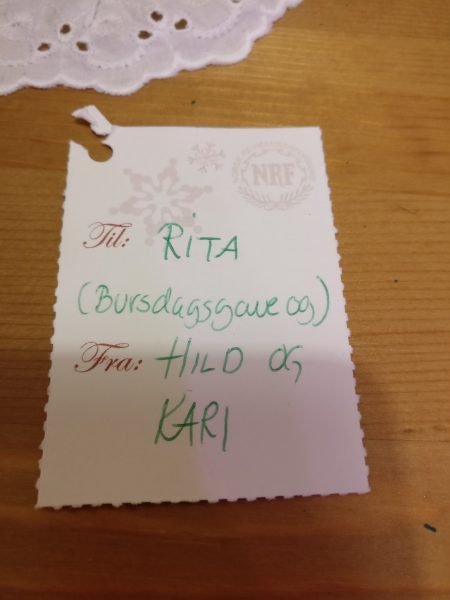 NRF
Til: RITA
(Bursdagsgave og)
Fra: HILD OG
KARI